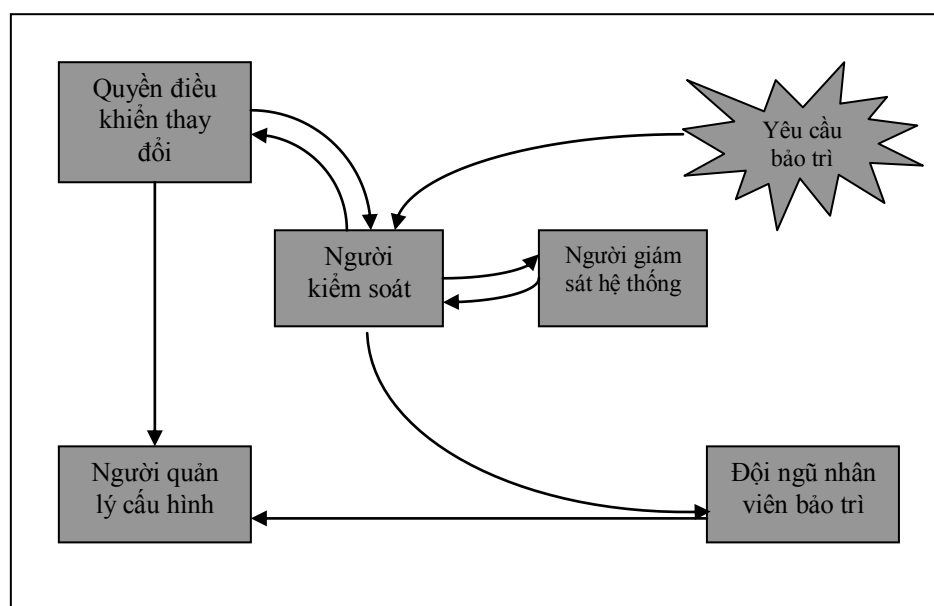 Quyền điều
khiển thay
đổi
Yêu cầu
bảo trì
Người
kiểm soát
Người giám
sát hệ thống
Người quản
lý cấu hình
Đội ngũ nhân
viên bảo trì